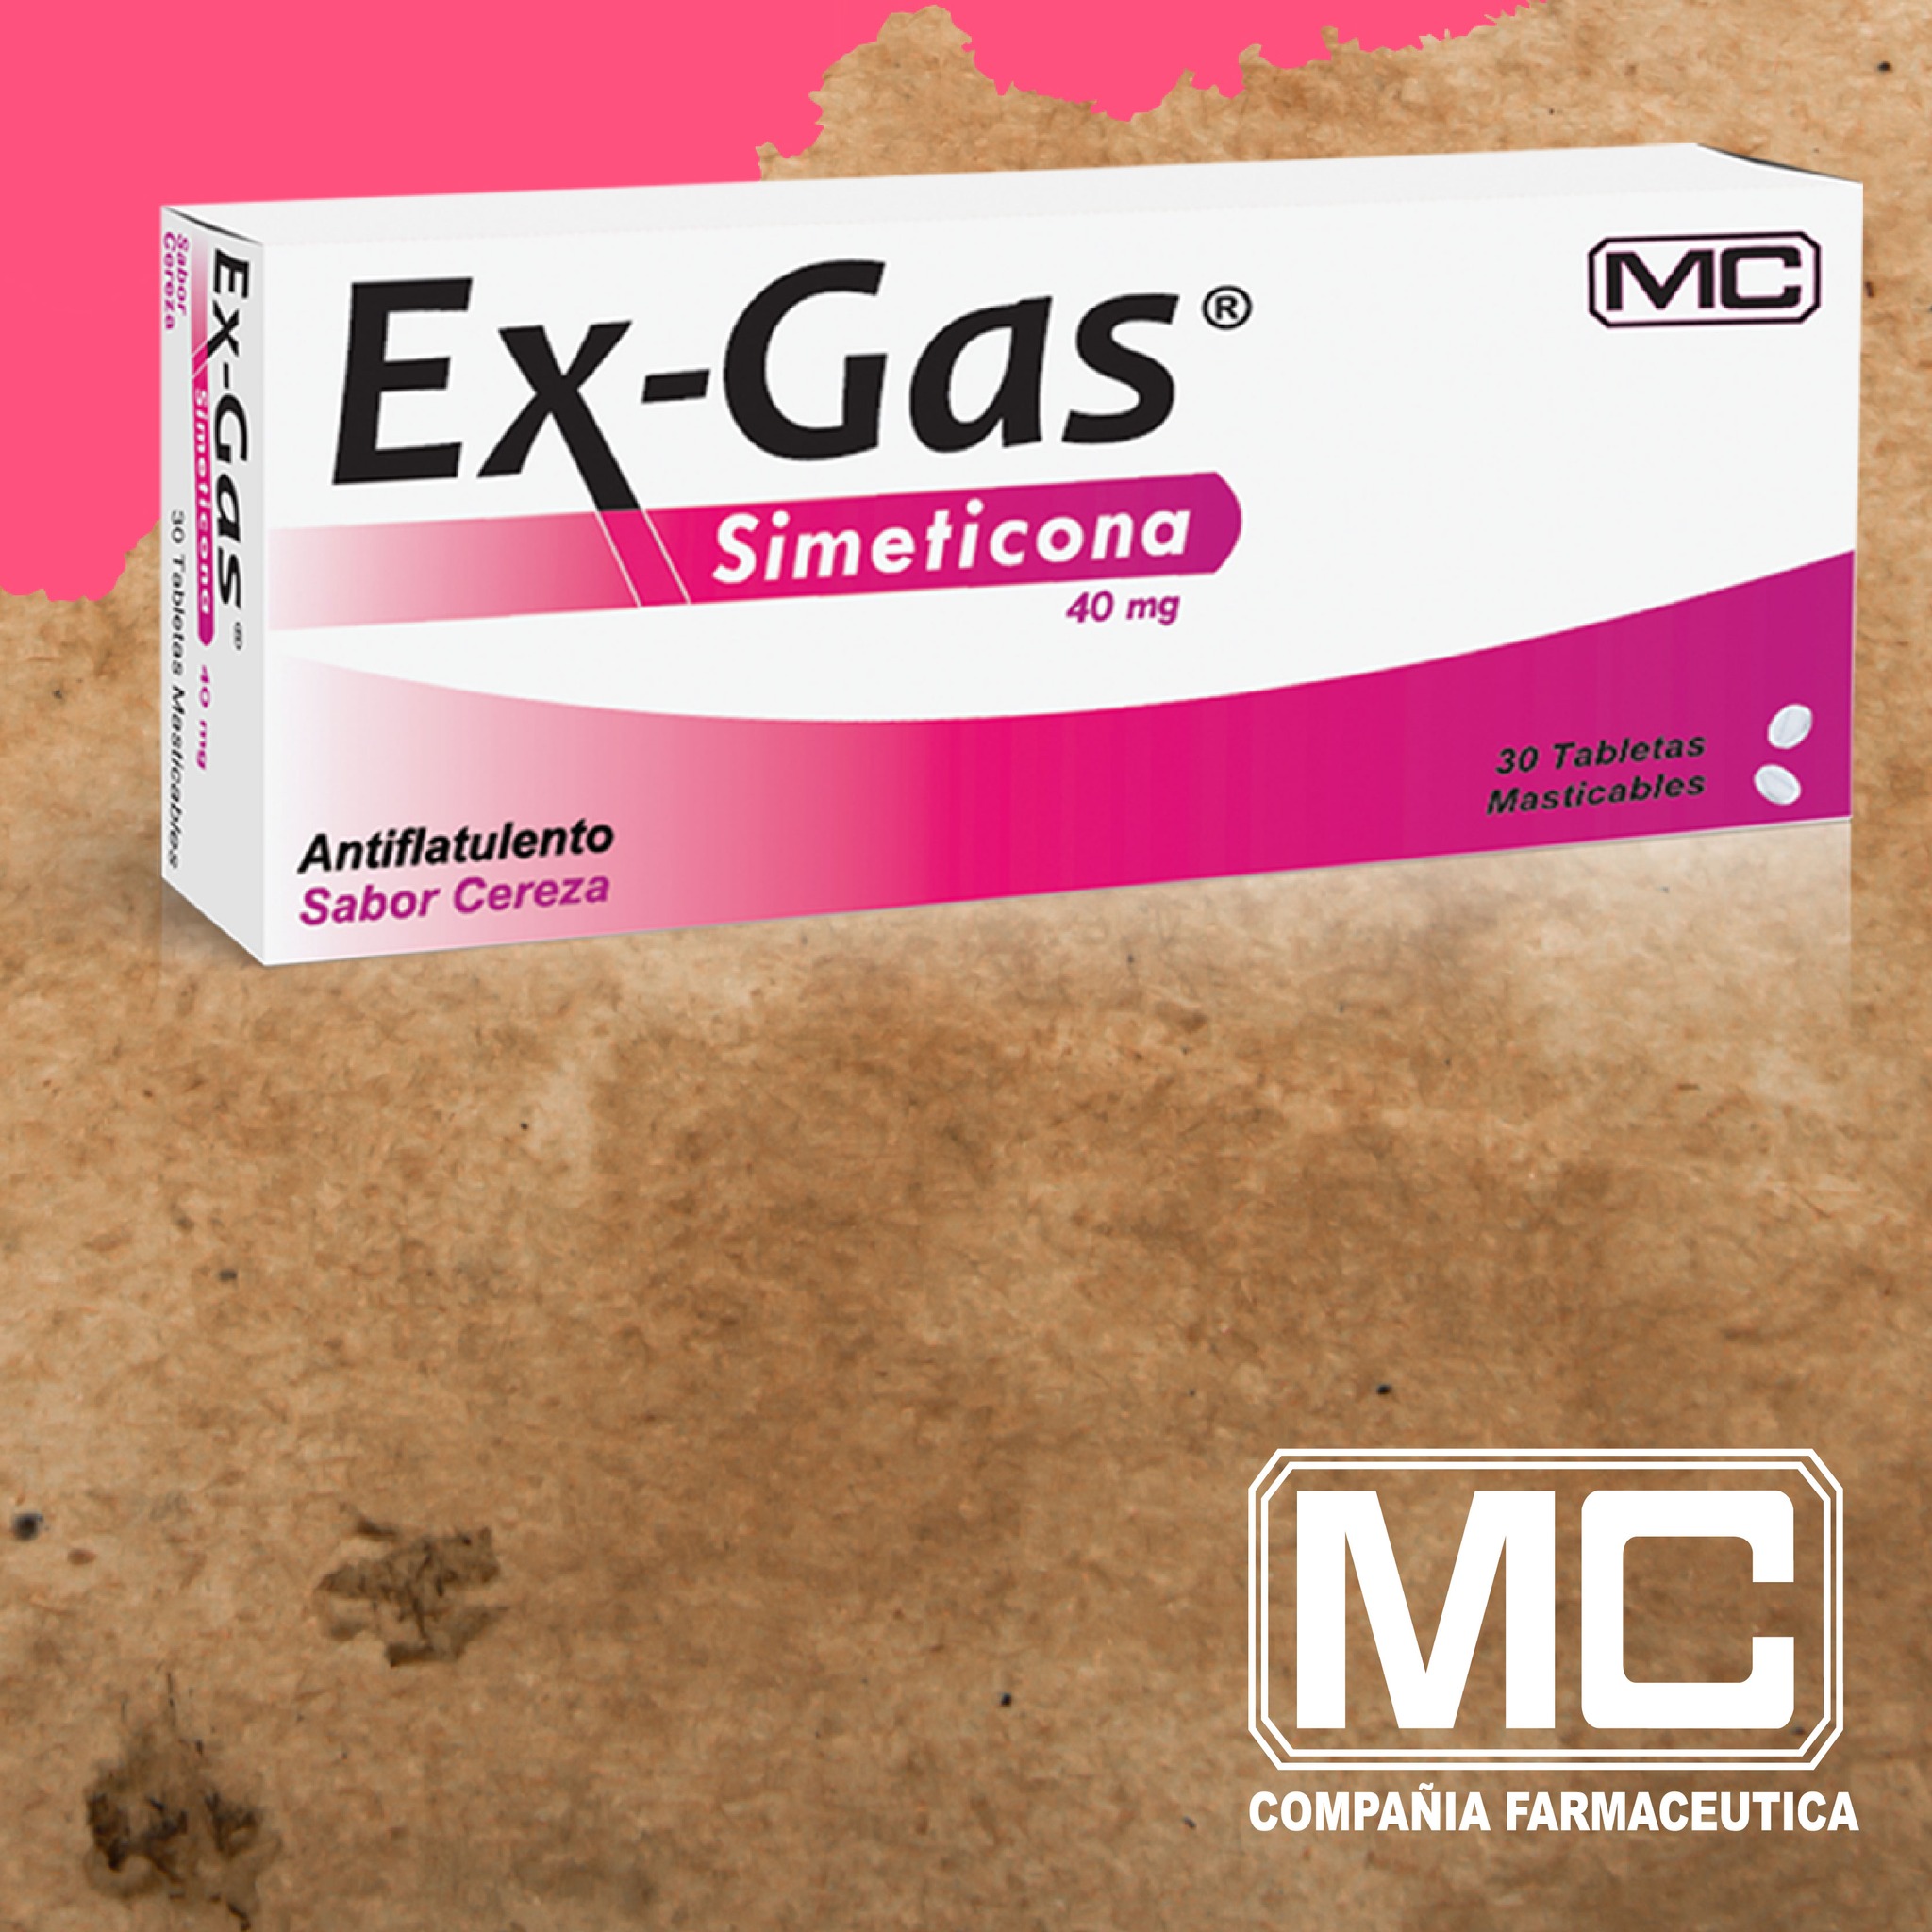 Ex-Gas®
MC
Simeticona
40 mg
30 Tabletas
Masticables
Antiflatulento
Sabor Cereza
Sabor
Cereza
Ex-Gas®
Simeticona 40 mg
30 Tabletas Masticables
MC
COMPAÑIA FARMACEUTICA